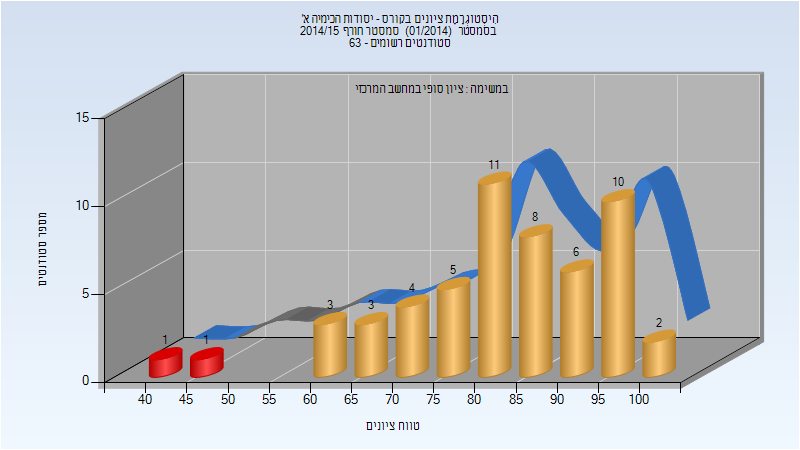 היסטוגרמת ציונים בקורס - יסודות הכימיה א'
בסמסטר (01/2014) סמסטר חורף 2014/15
סטודנטים רשומים - 63
במשימה : ציון סופי במחשב המרכזי
מספר סטודנטים
15
10
5
0
1
1
3
3
4
5
11
8
6
10
2
40 45 50 55 60 65 70 75 80 85 90 95 100
טווח ציונים